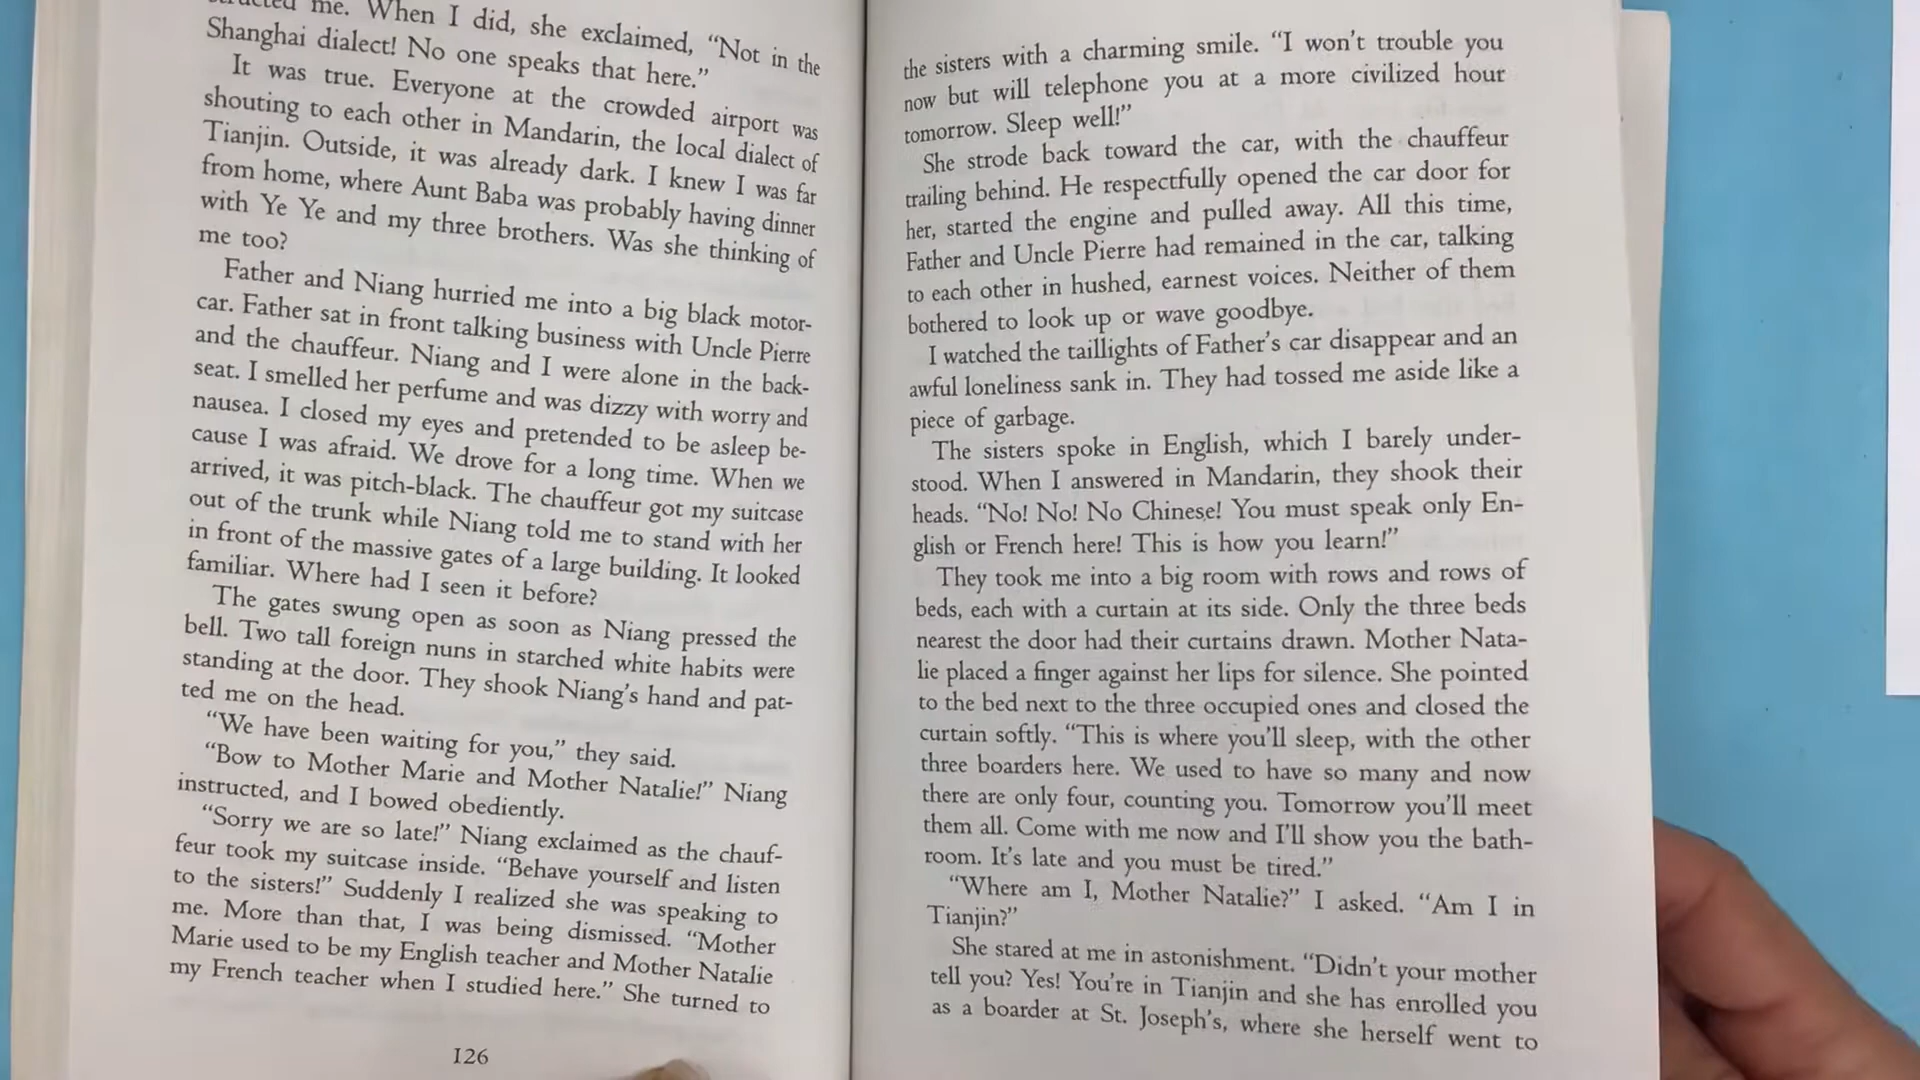 me. When I did, she exclaimed, “Not in the
Shanghai dialect! No one speaks that here.”
It was true. Everyone at the crowded airport was
shouting to each other in Mandarin, the local dialect of
Tianjin. Outside, it was already dark. I knew I was far
from home, where Aunt Baba was probably having dinner
with Ye Ye and my three brothers. Was she thinking of
me too?
Father and Niang hurried me into a big black motor-
car. Father sat in front talking business with Uncle Pierre
and the chauffeur. Niang and I were alone in the back-
seat. I smelled her perfume and was dizzy with worry and
nausea. I closed my eyes and pretended to be asleep be-
cause I was afraid. We drove for a long time. When we
arrived, it was pitch-black. The chauffeur got my suitcase
out of the trunk while Niang told me to stand with her
in front of the massive gates of a large building. It looked
familiar. Where had I seen it before?
The gates swung open as soon as Niang pressed the
bell. Two tall foreign nuns in starched white habits were
standing at the door. They shook Niang’s hand and pat-
ted me on the head.
“We have been waiting for you,” they said.
“Bow to Mother Marie and Mother Natalie!” Niang
instructed, and I bowed obediently.
“Sorry we are so late!” Niang exclaimed as the chauf-
feur took my suitcase inside. “Behave yourself and listen
to the sisters!” Suddenly I realized she was speaking to
me. More than that, I was being dismissed. “Mother
Marie used to be my English teacher and Mother Natalie
my French teacher when I studied here.” She turned to
126
the sisters with a charming smile. “I won’t trouble you
now but will telephone you at a more civilized hour
tomorrow. Sleep well!”
She strode back toward the car, with the chauffeur
trailing behind. He respectfully opened the car door for
her, started the engine and pulled away. All this time,
Father and Uncle Pierre had remained in the car, talking
to each other in hushed, earnest voices. Neither of them
bothered to look up or wave goodbye.
I watched the taillights of Father’s car disappear and an
awful loneliness sank in. They had tossed me aside like a
piece of garbage.
The sisters spoke in English, which I barely under-
stood. When I answered in Mandarin, they shook their
heads. “No! No! No Chinese! You must speak only En-
glish or French here! This is how you learn!”
They took me into a big room with rows and rows of
beds, each with a curtain at its side. Only the three beds
nearest the door had their curtains drawn. Mother Nata-
lie placed a finger against her lips for silence. She pointed
to the bed next to the three occupied ones and closed the
curtain softly. “This is where you’ll sleep, with the other
three boarders here. We used to have so many and now
there are only four, counting you. Tomorrow you’ll meet
them all. Come with me now and I’ll show you the bath-
room. It’s late and you must be tired.”
“Where am I, Mother Natalie?” I asked. “Am I in
Tianjin?”
She stared at me in astonishment. “Didn’t your mother
tell you? Yes! You’re in Tianjin and she has enrolled you
as a boarder at St. Joseph’s, where she herself went to